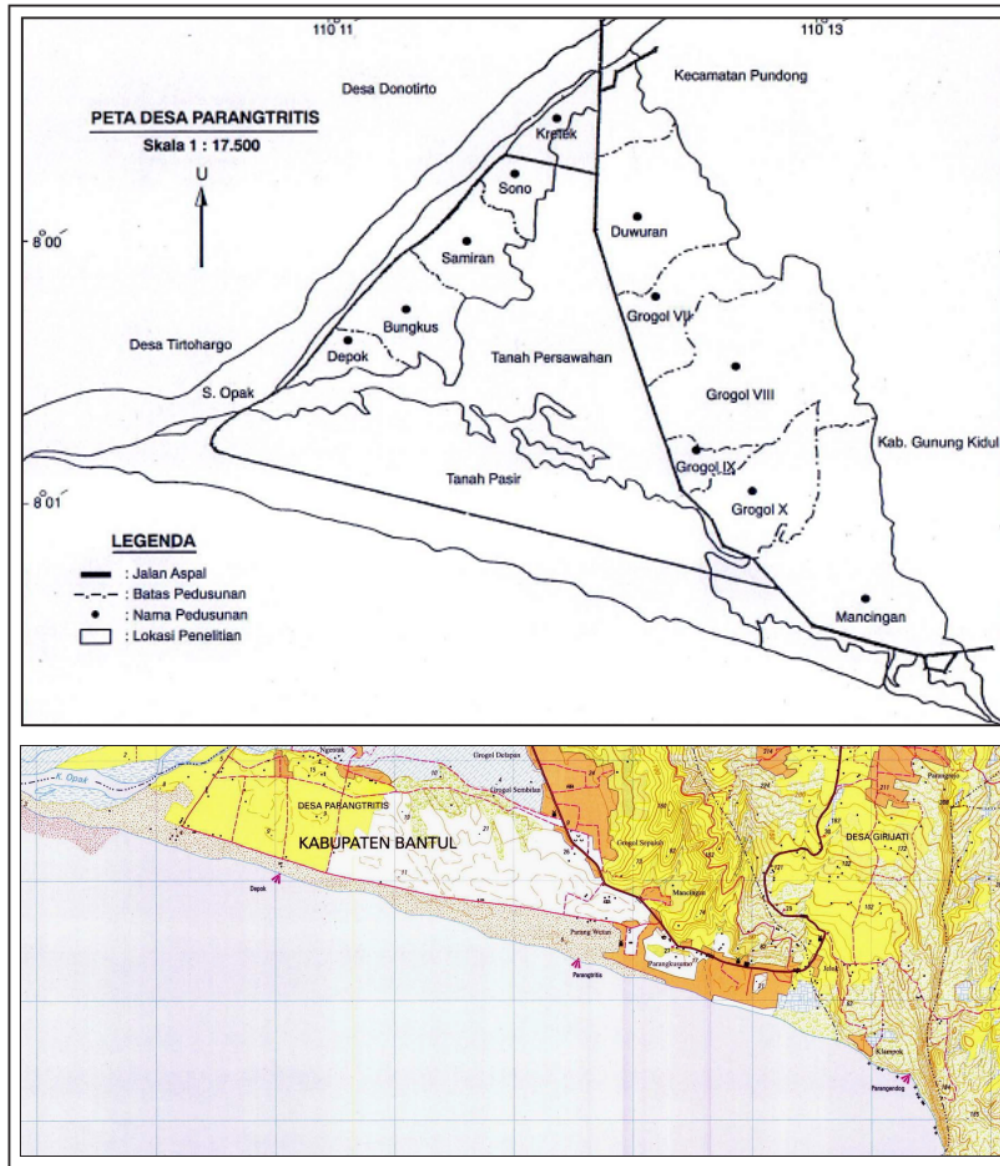 110 11
110 13
Kecamatan Pundong
Desa Donotirto
PETA DESA PARANGTRITIS
Skala 1 : 17.500
U
Kretek
Sono
Duwuran
8 00
Samiran
Grogol VII
Bungkus
Desa Tirtohargo
Depok
Tanah Persawahan
Grogol VIII
S. Opak
Kab. Gunung Kidul
Grogol IX
Tanah Pasir
Grogol X
8 01
LEGENDA
: Jalan Aspal
: Batas Pedusunan
: Nama Pedusunan
: Lokasi Penelitian
Mancingan
K. Opak
Grogol Delapan
Grogol Sembilan
DESA PARANGTRITIS
KABUPATEN BANTUL
DESA GIRIJATI
Grogol Sepuluh
Mancingan
Depok
Parang Wetan
Parangkusumo
Parangtritis
Klampok
Parangendog